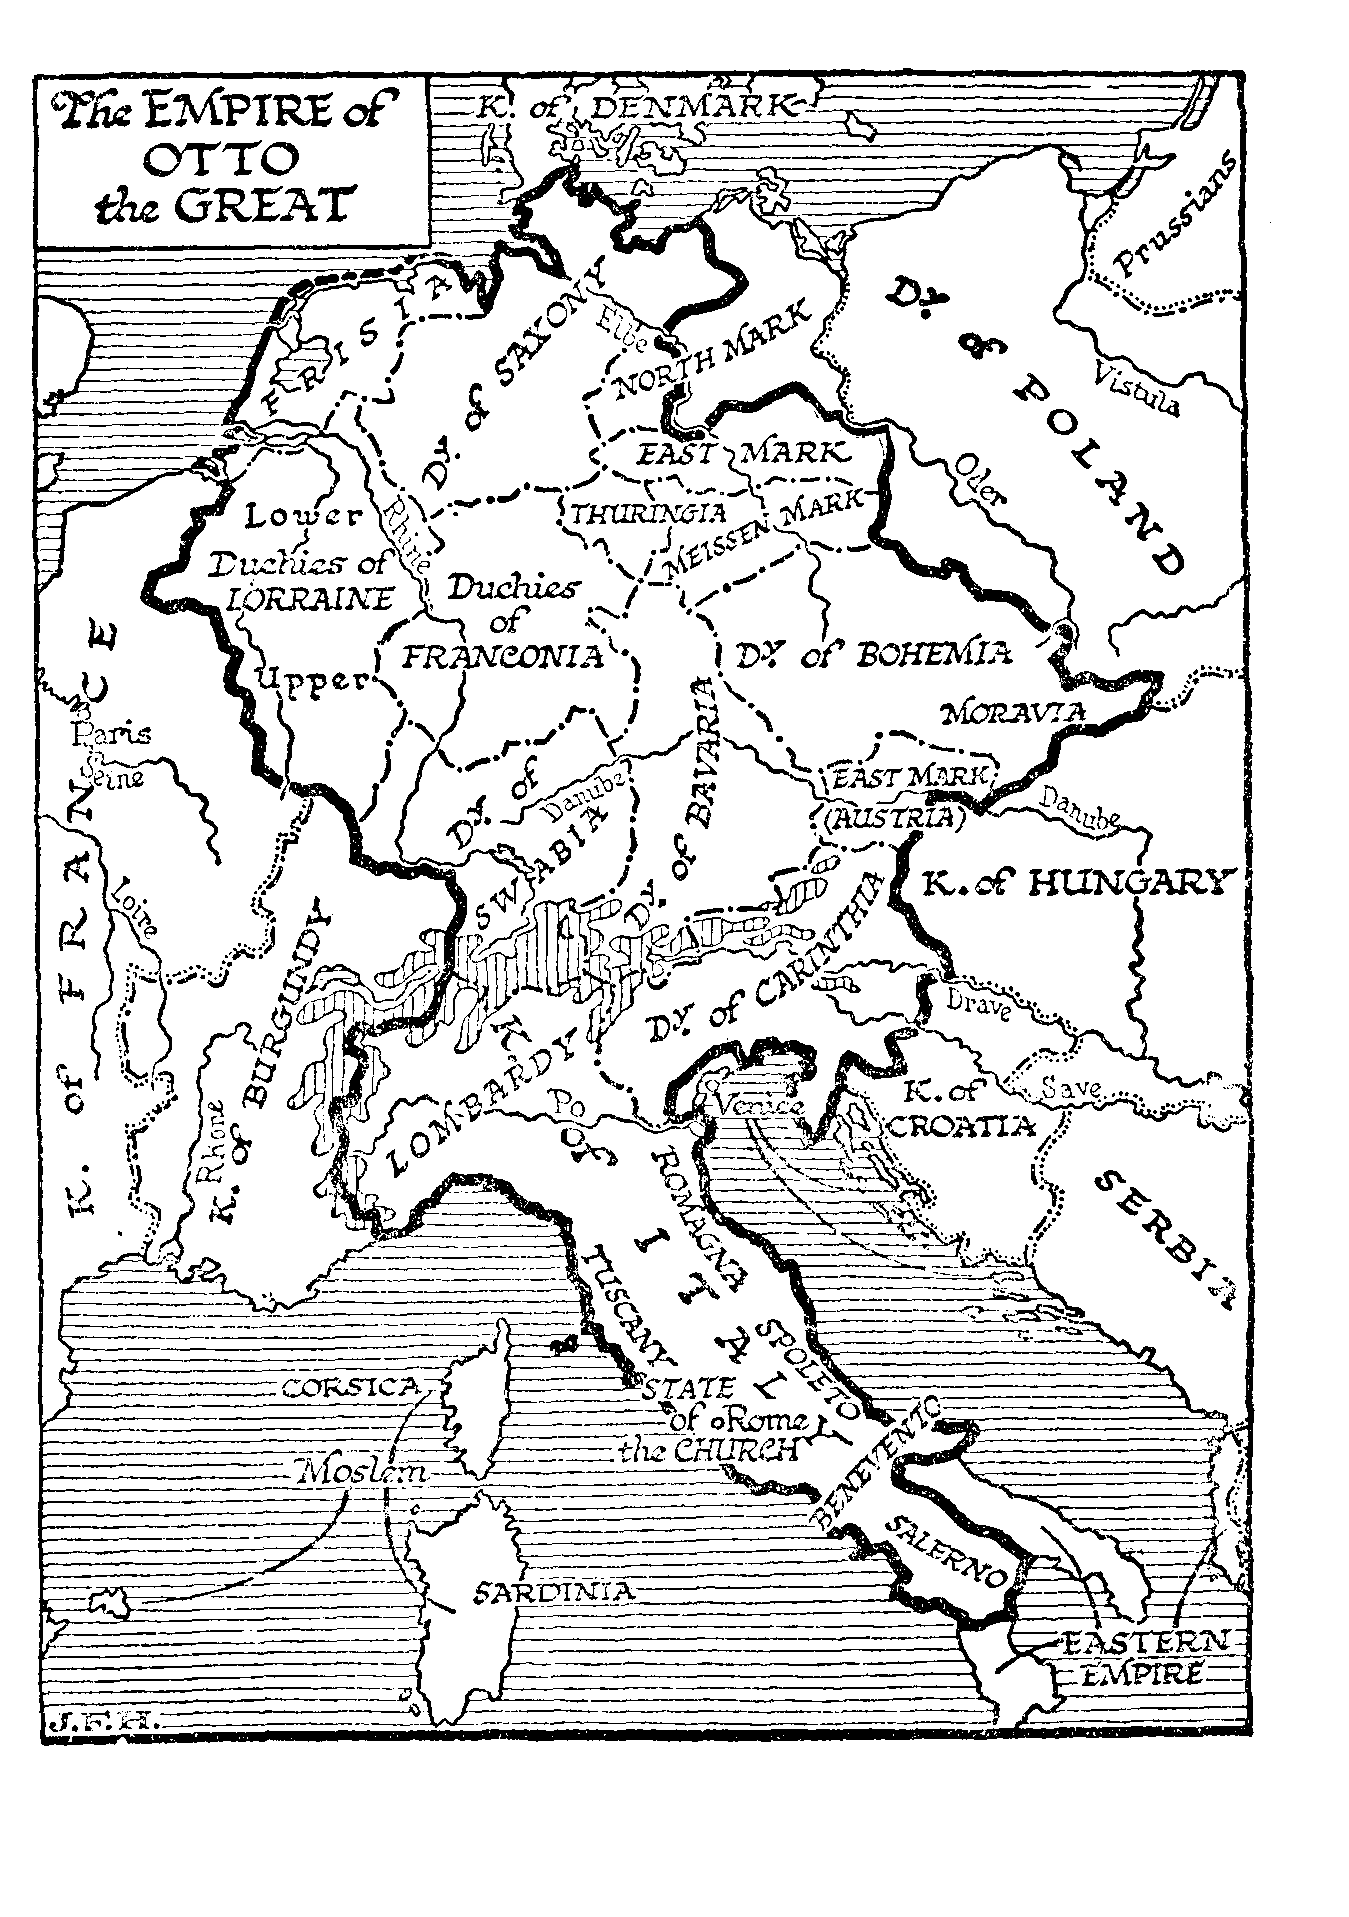 The EMPIRE of
OTTO
the GREAT
K. of DENMARK
Prussians
FRISIA
Dy. of SAXONY
Elbe
NORTH MARK
Dy. of POLAND
Vistula
EAST MARK
Oder
Lower
Rhine
THURINGIA
MEISSEN MARK
Duchies of
LORRAINE
Upper
Duchies
of
FRANCONIA
Dy. of BOHEMIA
MORAVIA
K. of FRANCE
Paris
Seine
Loire
Dy. of
SWABIA
Danube
Dy. of BAVARIA
EAST MARK
(AUSTRIA)
Danube
K. of HUNGARY
K. of BURGUNDY
Rhone
Dy. of CARINTHIA
Drave
K. of
ITALY
LOMBARDY
Po
Venice
K. of
CROATIA
Save
SERBIA
ROMAGNA
TUSCANY
SPOLETO
STATE
of Rome
the CHURCH
BENEVENTO
SALERNO
CORSICA
Moslem
SARDINIA
EASTERN
EMPIRE
J.F.H.